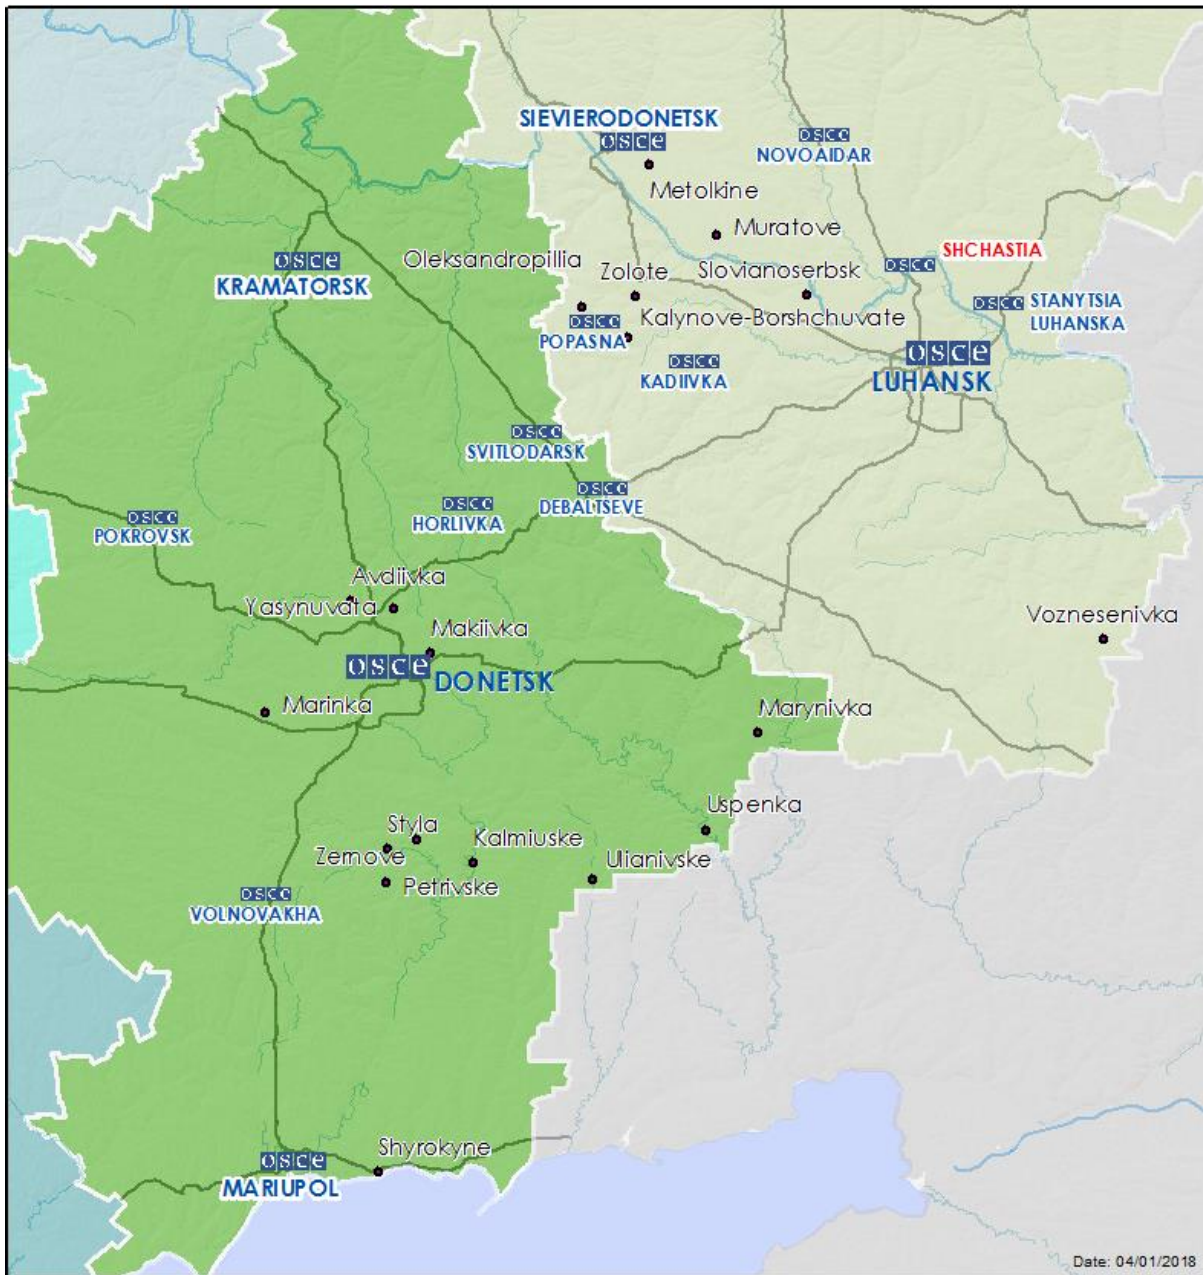 SIEVIERODONETSK
osce
osce
NOVOAIDAR
Metolkine
Muratove
osce
KRAMATORSK
Oleksandropillia
Zolote
Slovianoserbsk
osce
SHCHASTIA
osce
STANYTSIA
LUHANSKA
osce
POPASNA
Kalynove-Borshchuvate
osce
KADIIVKA
osce
LUHANSK
osce
SVITLODARSK
osce
DEBALTSEVE
osce
HORLIVKA
osce
POKROVSK
Avdiivka
Yasynuvata
Makiivka
osce
DONETSK
Voznesenivka
Marinka
Marynivka
Uspenka
Styla
Zernove
Kalmiuske
Petrivske
Ulianivske
osce
VOLNOVAKHA
Shyrokyne
osce
MARIUPOL
Date: 04/01/2018